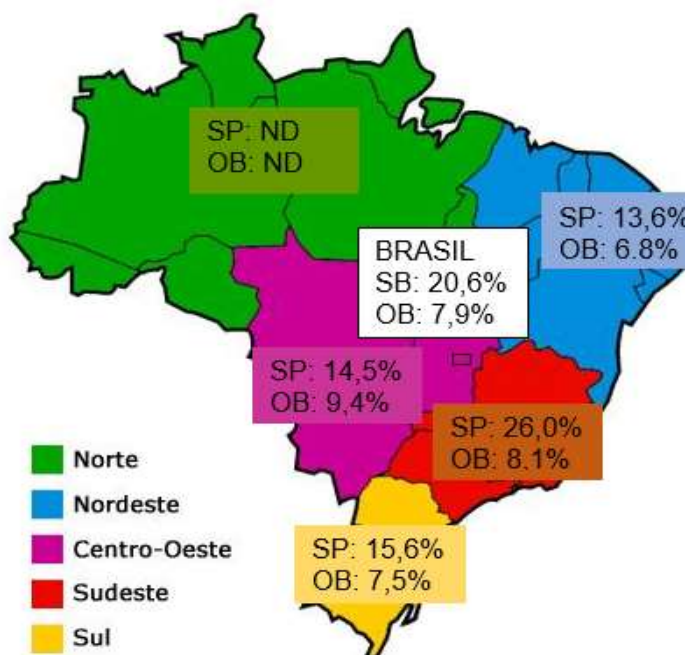 SP: ND
OB: ND
SP: 13,6%
OB: 6.8%
BRASIL
SB: 20,6%
OB: 7,9%
SP: 14,5%
OB: 9,4%
SP: 26,0%
OB: 8.1%
SP: 15,6%
OB: 7,5%
Norte
Nordeste
Centro-Oeste
Sudeste
Sul